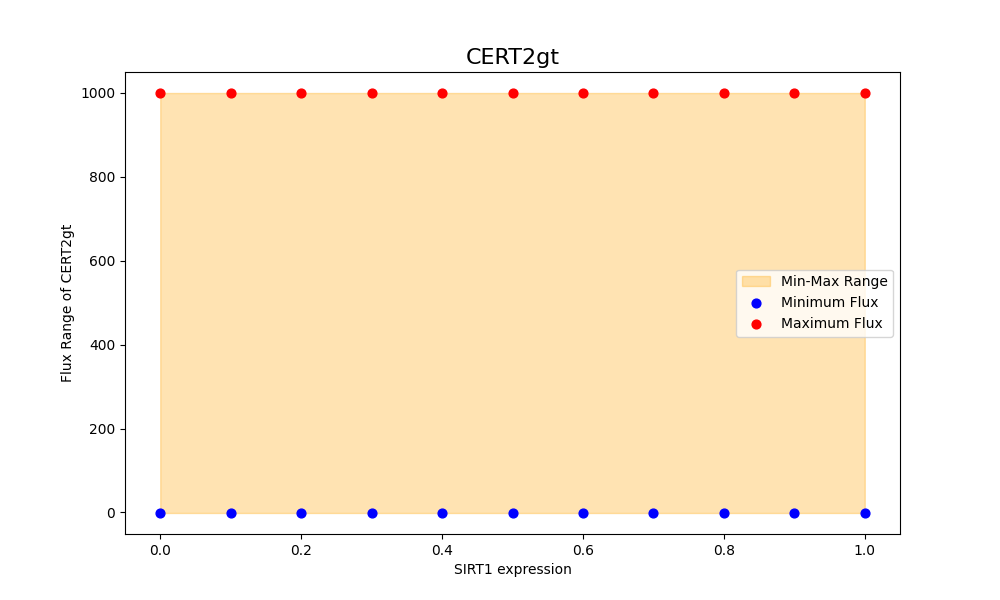 CERT2gt
1000
800
600
400
200
0
Flux Range of CERT2gt
Min-Max Range
Minimum Flux
Maximum Flux
0.0 0.2 0.4 0.6 0.8 1.0
SIRT1 expression